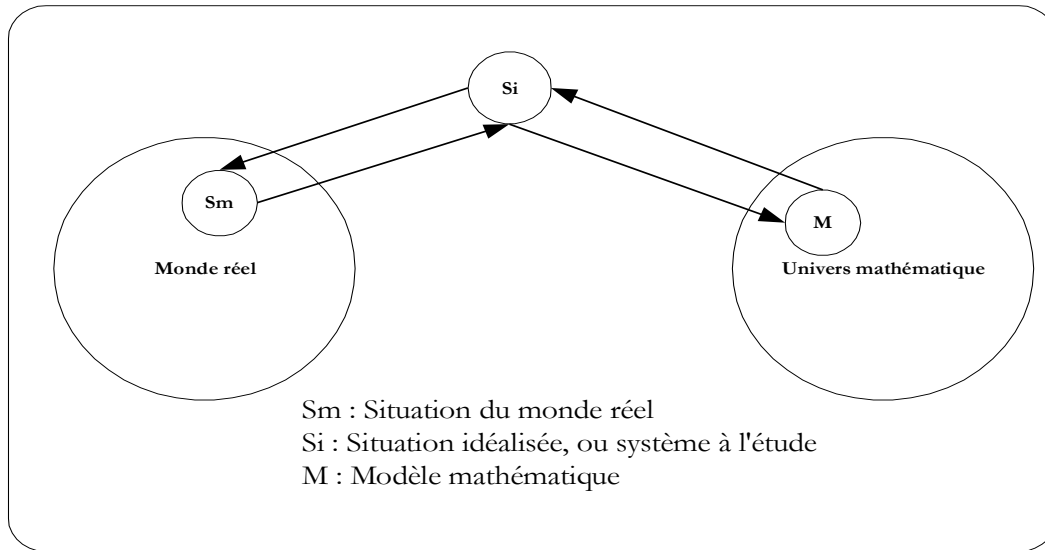 Si
Sm
M
Monde réel
Univers mathématique
Sm : Situation du monde réel
Si : Situation idéalisée, ou système à l'étude
M : Modèle mathématique